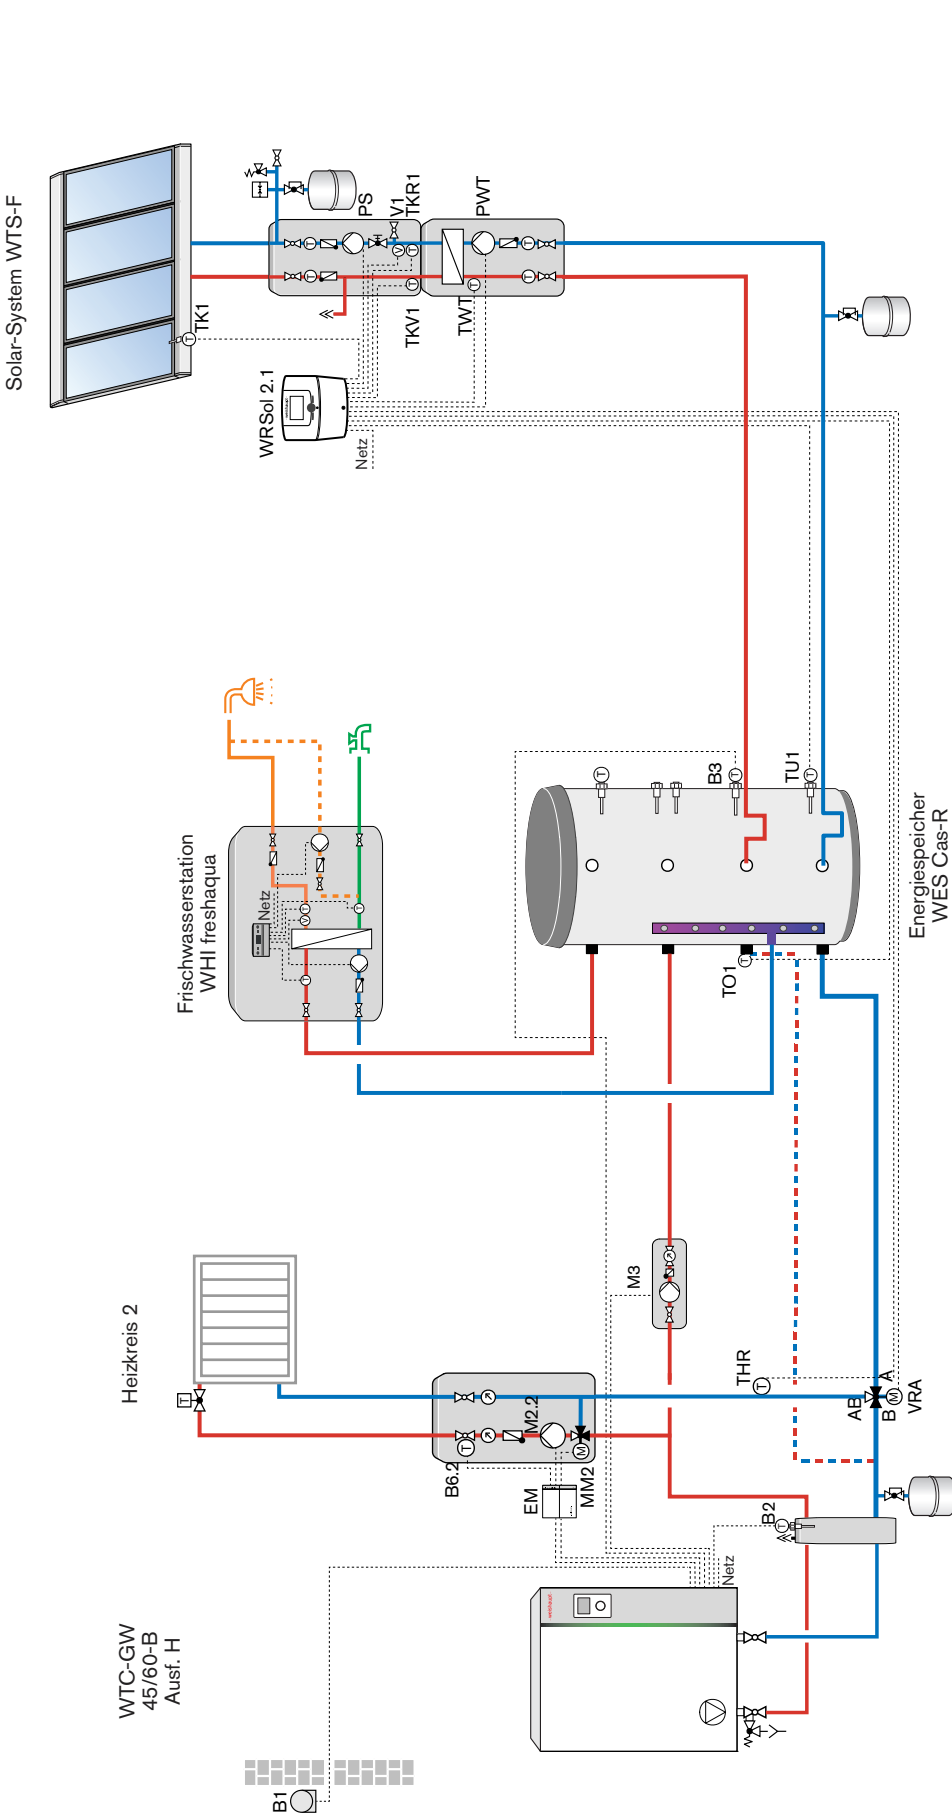 WTC-GW
45/60-B
Ausf. H
Heizkreis 2
Frischwasserstation
WHI freshaqua
Solar-System WTS-F
B1
Netz
B2
EM
MM2
B6.2
M2.2
M
T
THR
AB
A
B
M
VRA
M3
TO1
T
Energiespeicher
WES Cas-R
B3
TU1
T
T
T
Netz
T
V
T
T
WRSol 2.1
Netz
TK1
T
PS
V1
TKR1
TKV1
TWT
PWT
T
T
V
T
T
T
T
T
T
T